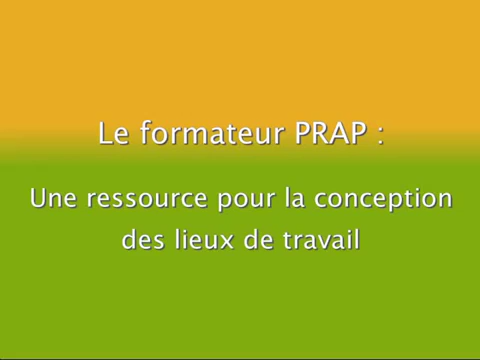 Le formateur PRAP :
Une ressource pour la conception
des lieux de travail